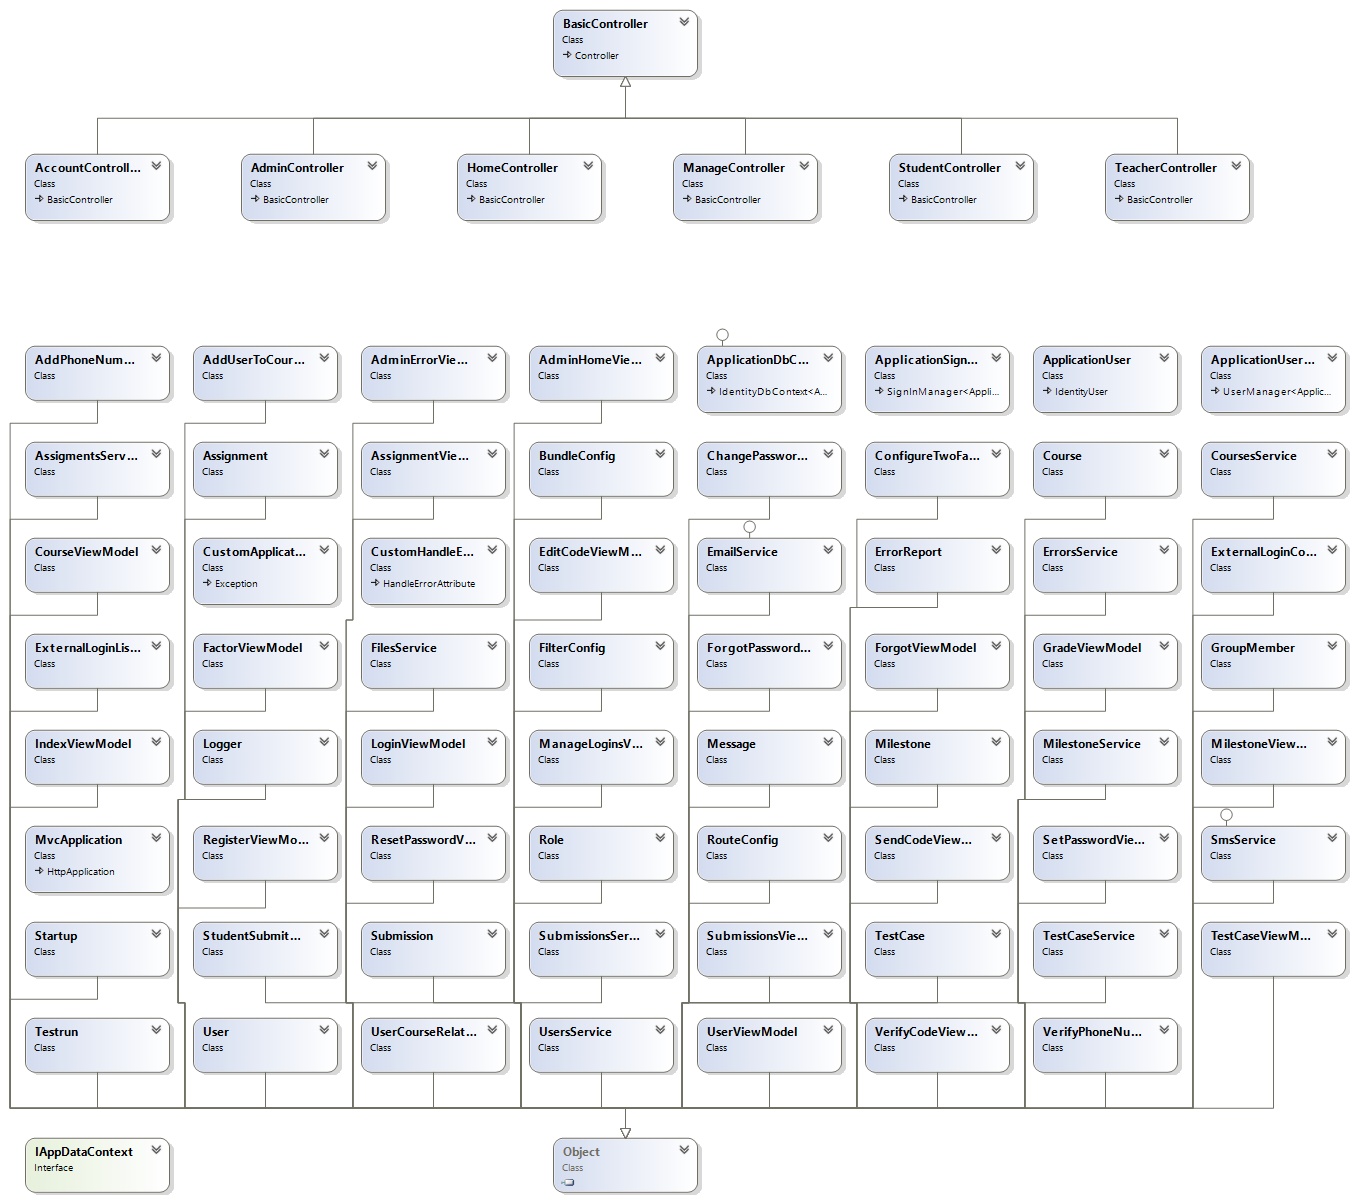 BasicController
Class
Controller
AccountControll...
Class
BasicController
AdminController
Class
BasicController
HomeController
Class
BasicController
ManageController
Class
BasicController
StudentController
Class
BasicController
TeacherController
Class
BasicController
AddPhoneNum...
Class
AddUserToCour...
Class
AdminErrorVie...
Class
AdminHomeVie...
Class
ApplicationDbC...
Class
IdentityDbContext<A...
ApplicationSign...
Class
SignInManager<Appli...
ApplicationUser
Class
IdentityUser
ApplicationUser...
Class
UserManager<Applic...
AssigmentsServ...
Class
Assignment
Class
AssignmentVie...
Class
BundleConfig
Class
ChangePasswor...
Class
ConfigureTwoFa...
Class
Course
Class
CoursesService
Class
CourseViewModel
Class
CustomApplicat...
Class
Exception
CustomHandleE...
Class
HandleErrorAttribute
EditCodeViewM...
Class
EmailService
Class
ErrorReport
Class
ErrorsService
Class
ExternalLoginCo...
Class
ExternalLoginLis...
Class
FactorViewModel
Class
FilesService
Class
FilterConfig
Class
ForgotPassword...
Class
ForgotViewModel
Class
GradeViewModel
Class
GroupMember
Class
IndexViewModel
Class
Logger
Class
LoginViewModel
Class
ManageLoginsV...
Class
Message
Class
Milestone
Class
MilestoneService
Class
MilestoneView...
Class
MvcApplication
Class
HttpApplication
RegisterViewMo...
Class
ResetPasswordV...
Class
Role
Class
RouteConfig
Class
SendCodeView...
Class
SetPasswordVie...
Class
SmsService
Class
Startup
Class
StudentSubmit...
Class
Submission
Class
SubmissionsSer...
Class
SubmissionsVie...
Class
TestCase
Class
TestCaseService
Class
TestCaseViewM...
Class
Testrun
Class
User
Class
UserCourseRelat...
Class
UsersService
Class
UserViewModel
Class
VerifyCodeView...
Class
VerifyPhoneNu...
Class
IAppDataContext
Interface
Object
Class